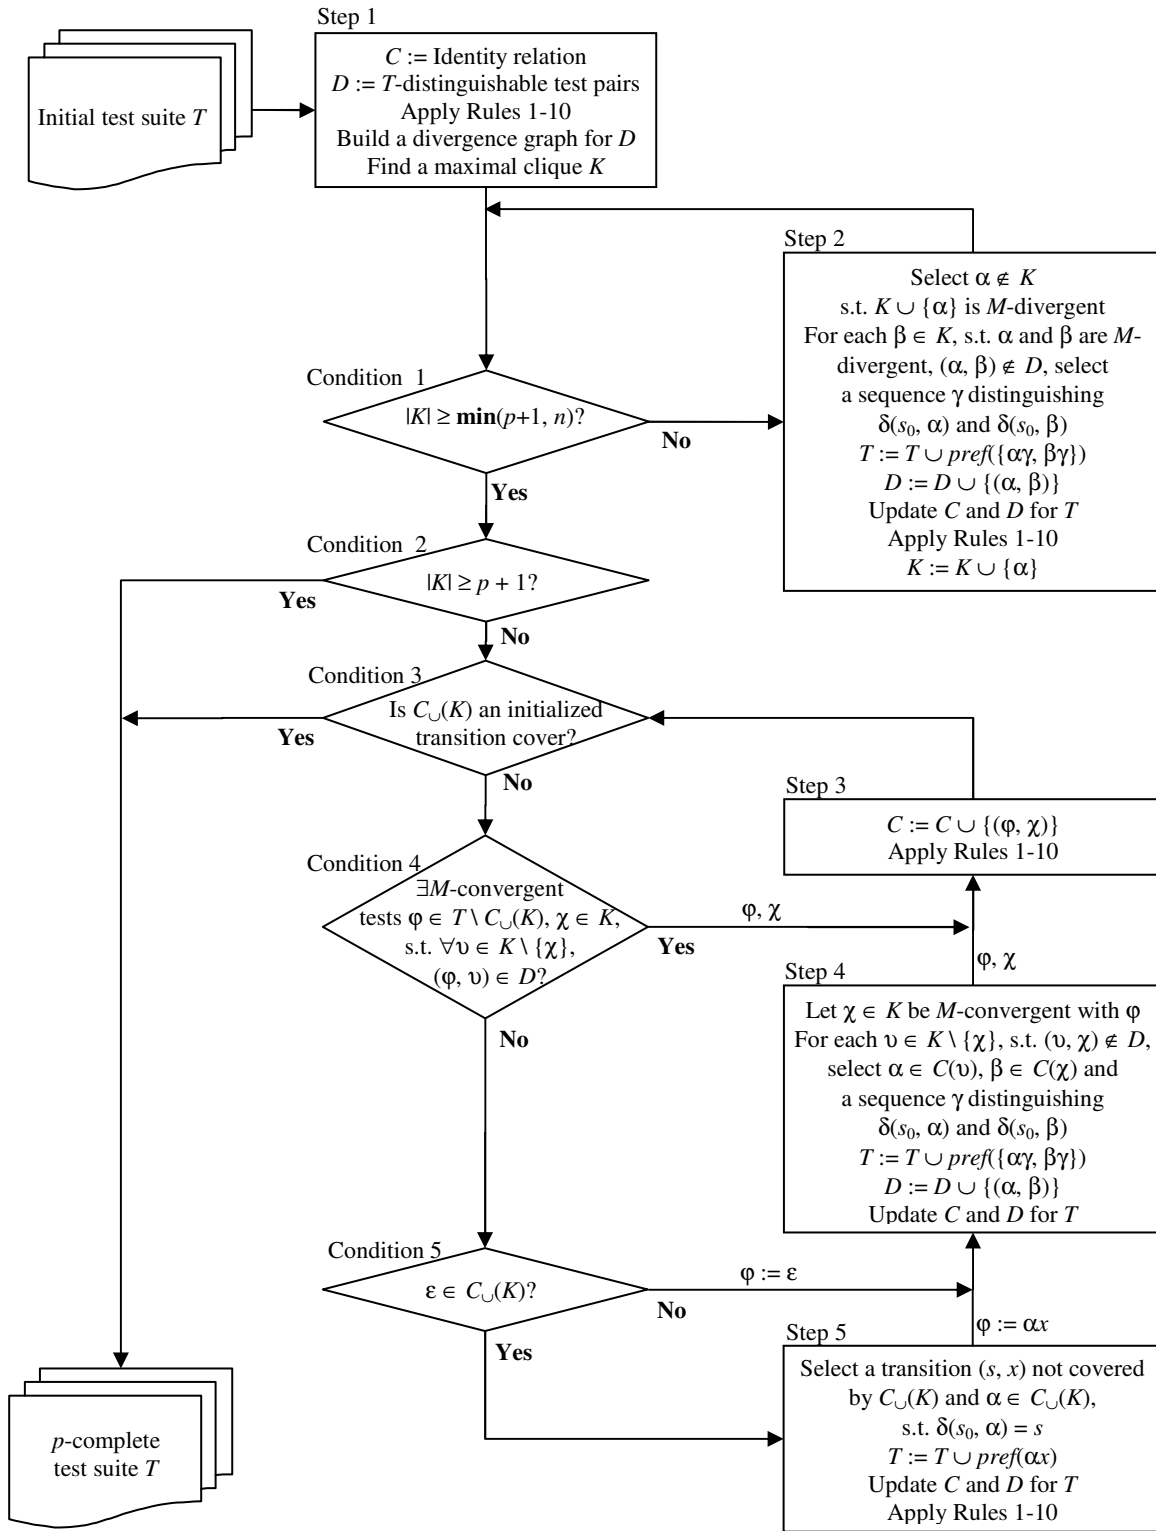 Step 1
Initial test suite T
C := Identity relation
D := T-distinguishable test pairs
Apply Rules 1-10
Build a divergence graph for D
Find a maximal clique K
Step 2
Select α ∉ K
s.t. K ∪ {α} is M-divergent
For each β ∈ K, s.t. α and β are M-
divergent, (α, β) ∉ D, select
a sequence γ distinguishing
δ(s₀, α) and δ(s₀, β)
T := T ∪ pref({αγ, βγ})
D := D ∪ {(α, β)}
Update C and D for T
Apply Rules 1-10
K := K ∪ {α}
Condition 1
|K| ≥ min(p+1, n)?
No
Yes
Condition 2
|K| ≥ p + 1?
Yes
No
Condition 3
Is C∪(K) an initialized
transition cover?
Yes
No
Step 3
C := C ∪ {(φ, χ)}
Apply Rules 1-10
Condition 4
∃M-convergent
tests φ ∈ T \ C∪(K), χ ∈ K,
s.t. ∀υ ∈ K \ {χ},
(φ, υ) ∈ D?
φ, χ
Yes
No
φ, χ
Step 4
Let χ ∈ K be M-convergent with φ
For each υ ∈ K \ {χ}, s.t. (υ, χ) ∉ D,
select α ∈ C(υ), β ∈ C(χ) and
a sequence γ distinguishing
δ(s₀, α) and δ(s₀, β)
T := T ∪ pref({αγ, βγ})
D := D ∪ {(α, β)}
Update C and D for T
Condition 5
ε ∈ C∪(K)?
φ := ε
No
Yes
φ := αx
Step 5
Select a transition (s, x) not covered
by C∪(K) and α ∈ C∪(K),
s.t. δ(s₀, α) = s
T := T ∪ pref(αx)
Update C and D for T
Apply Rules 1-10
p-complete
test suite T